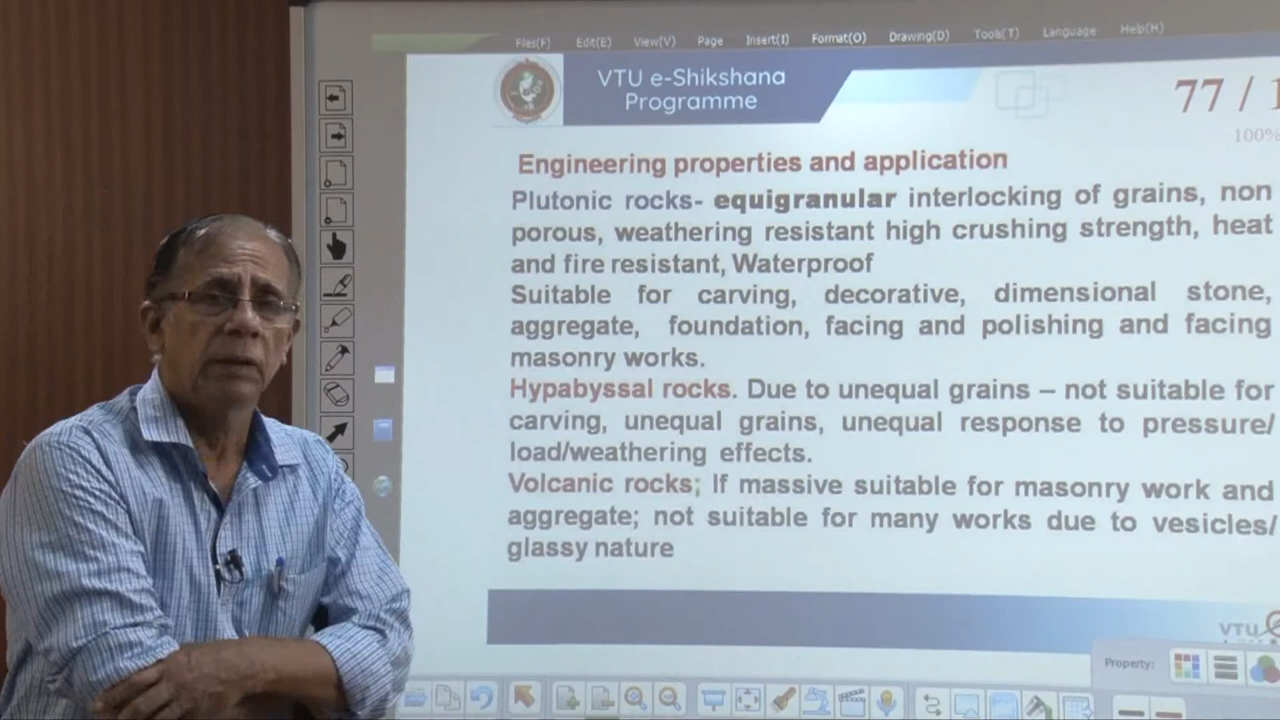 Files(F) Edit(E) View(V) Page Insert(I) Format(O) Drawing(D) Tools(T) Language Help(H)
VTU e-Shikshana
Programme
77 / 1
100%
Engineering properties and application
Plutonic rocks- equigranular interlocking of grains, non
porous, weathering resistant high crushing strength, heat
and fire resistant, Waterproof
Suitable for carving, decorative, dimensional stone,
aggregate, foundation, facing and polishing and facing
masonry works.
Hypabyssal rocks. Due to unequal grains – not suitable for
carving, unequal grains, unequal response to pressure/
load/weathering effects.
Volcanic rocks; If massive suitable for masonry work and
aggregate; not suitable for many works due to vesicles/
glassy nature
VTU
Property: